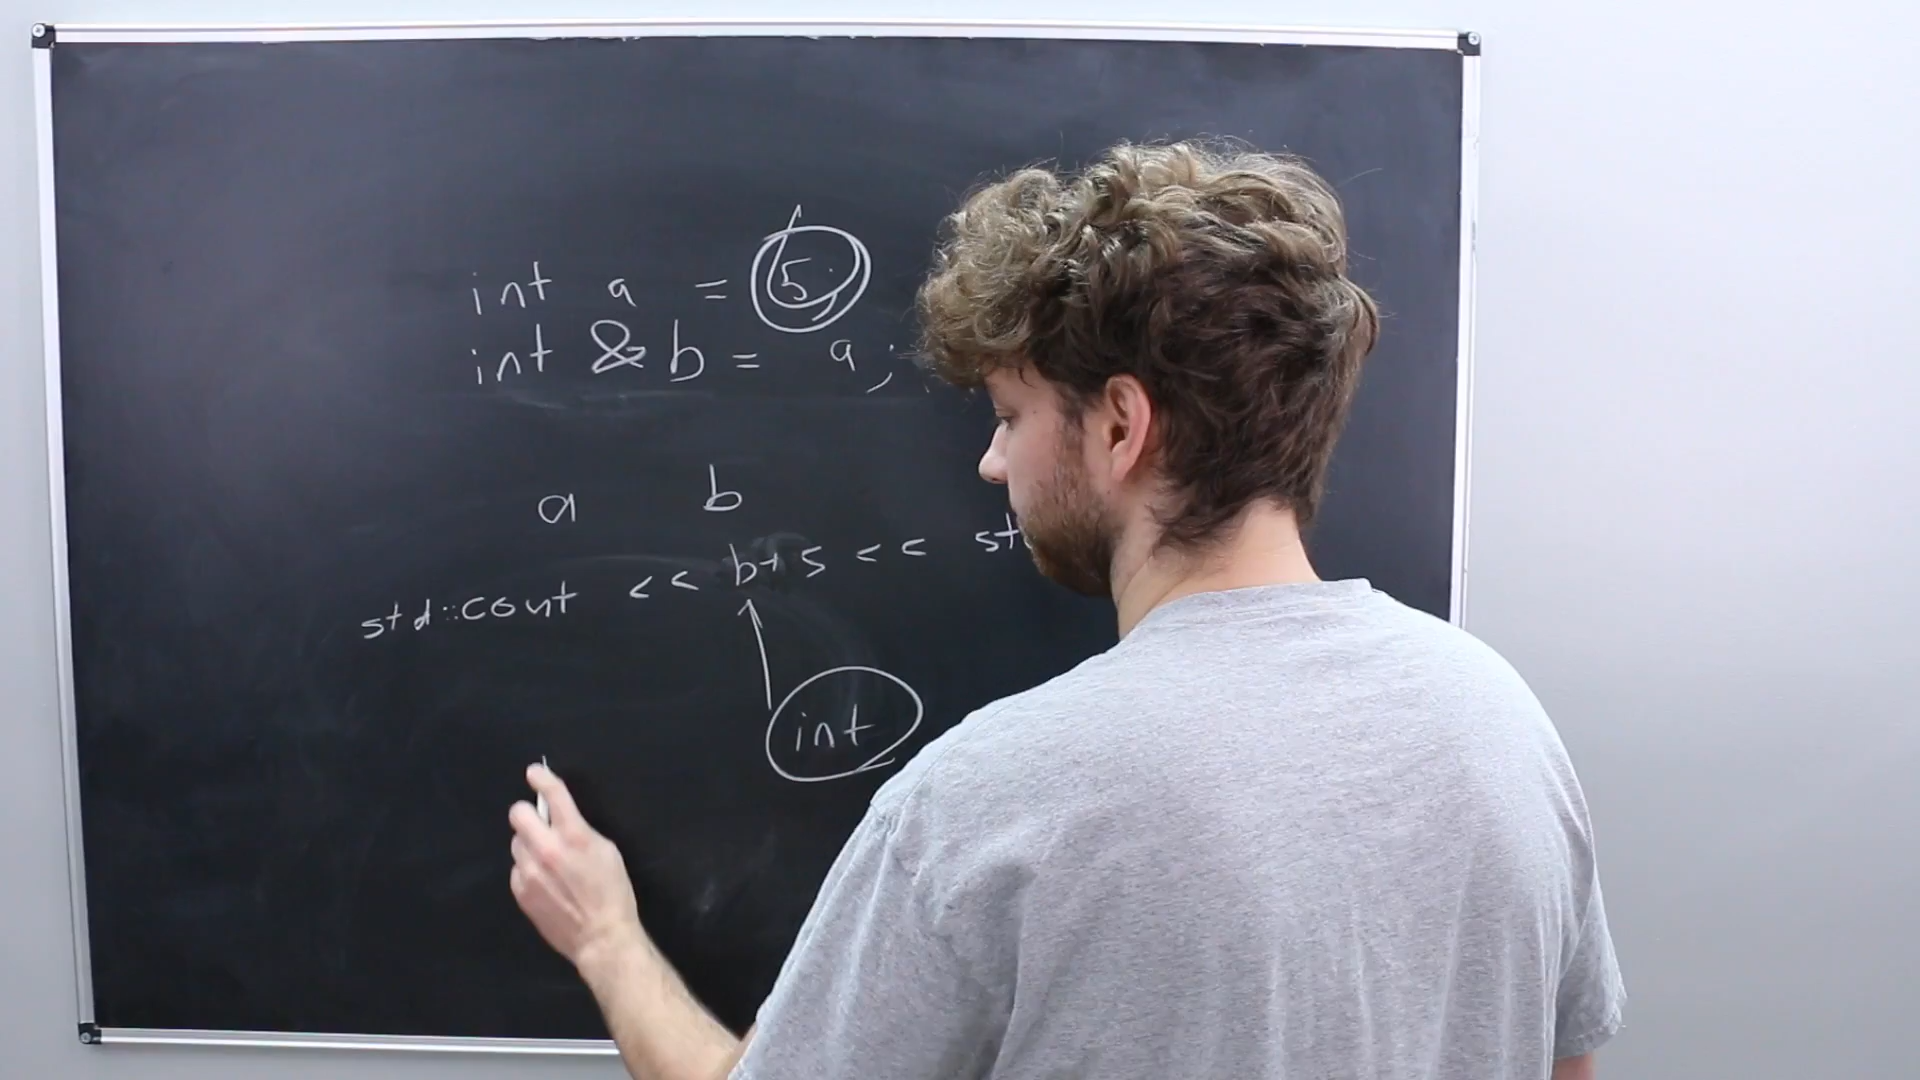 int a = 5;
int & b = a;
a b
std::cout << b+5 << st
int